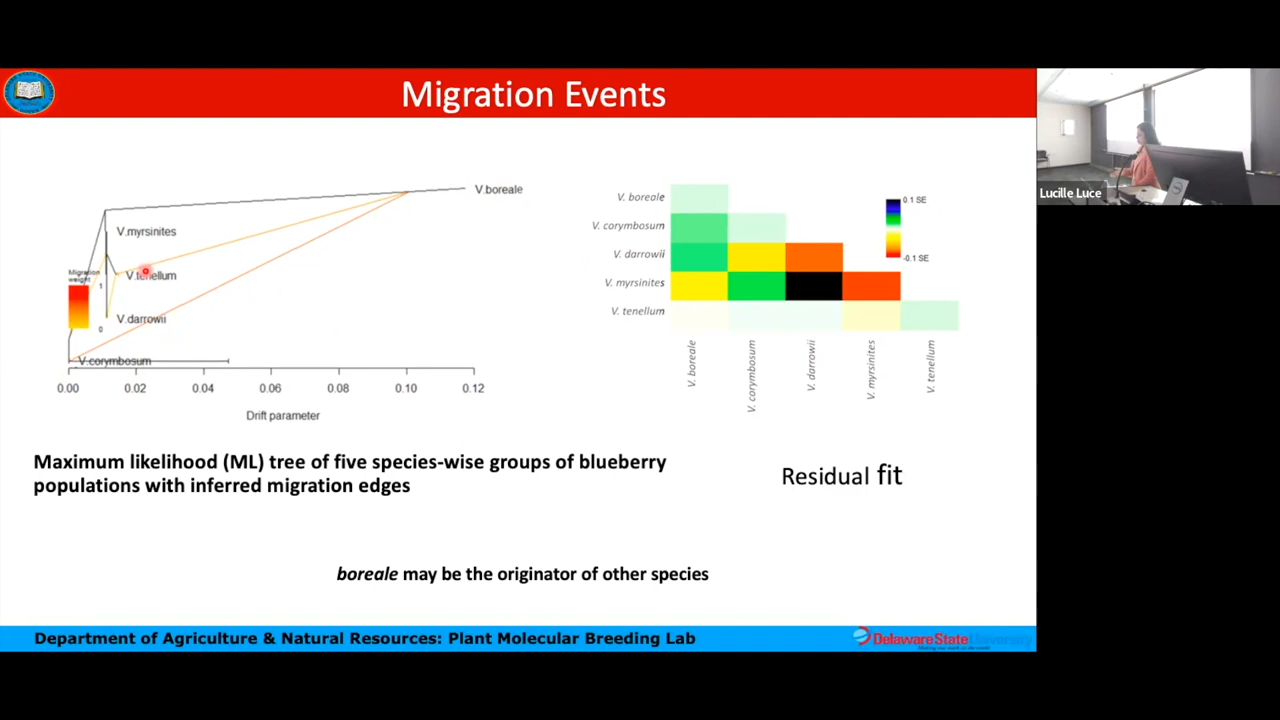 Migration Events
V.boreale
V.myrsinites
Migration
weight
V.tenellum
1
V.darrowii
0
V.corymbosum
0.00 0.02 0.04 0.06 0.08 0.10 0.12
Drift parameter
V. boreale
V. corymbosum
V. darrowii
V. myrsinites
V. tenellum
0.1 SE
-0.1 SE
V. boreale
V. corymbosum
V. darrowii
V. myrsinites
V. tenellum
Maximum likelihood (ML) tree of five species-wise groups of blueberry
populations with inferred migration edges
Residual fit
boreale may be the originator of other species
Department of Agriculture & Natural Resources: Plant Molecular Breeding Lab
Delaware State University
Lucille Luce